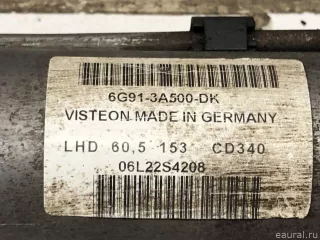 6G91-3A500-DK
VISTEON MADE IN GERMANY
LHD 60,5 153 CD340
06L22S4208
eaural.ru